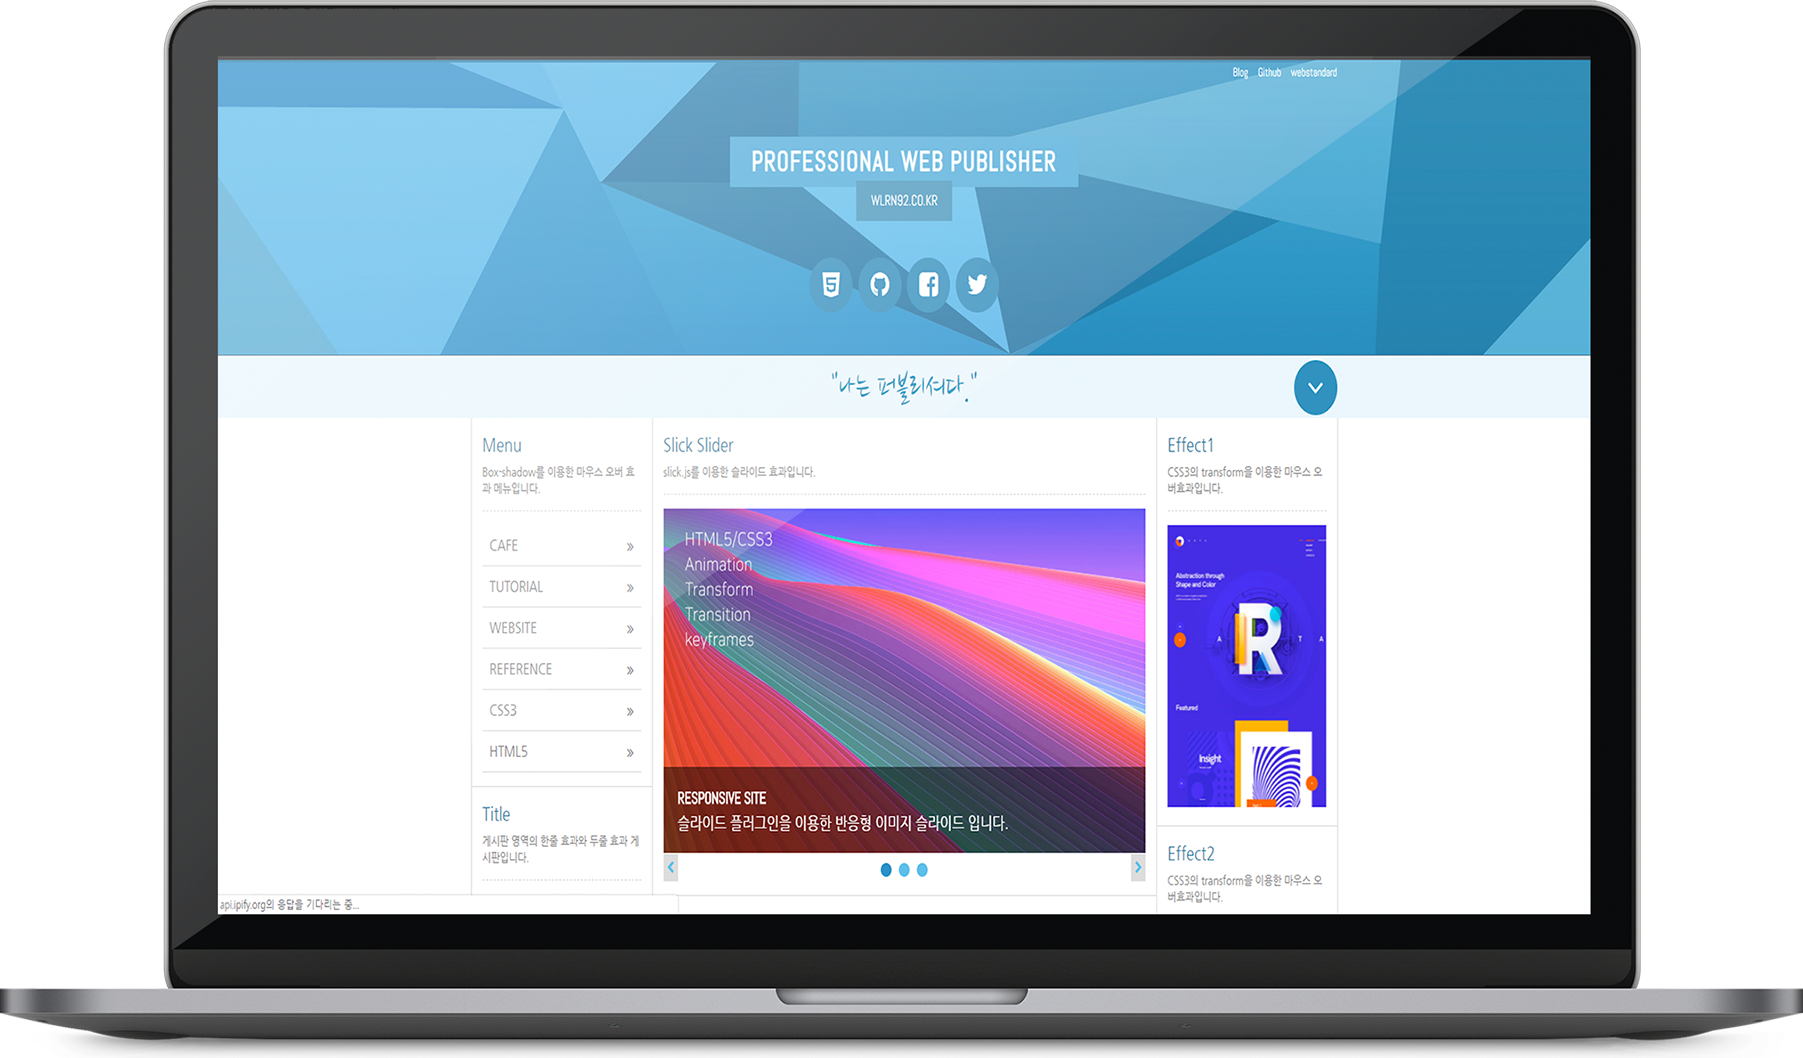 Blog Github webstandard
PROFESSIONAL WEB PUBLISHER
WLRN92.CO.KR
"나는 퍼블리셔다."
Menu
Box-shadow를 이용한 마우스 오버 효
과 메뉴입니다.
CAFE »
TUTORIAL »
WEBSITE »
REFERENCE »
CSS3 »
HTML5 »
Title
게시판 영역의 한줄 효과와 두줄 효과 게
시판입니다.
api.ipify.org의 응답을 기다리는 중...
Slick Slider
slick.js를 이용한 슬라이드 효과입니다.
HTML5/CSS3
Animation
Transform
Transition
keyframes
RESPONSIVE SITE
슬라이드 플러그인을 이용한 반응형 이미지 슬라이드 입니다.
Effect1
CSS3의 transform을 이용한 마우스 오
버효과입니다.
Abstraction through
Shape and Color
A R T A
Featured
Insight
Effect2
CSS3의 transform을 이용한 마우스 오
버효과입니다.